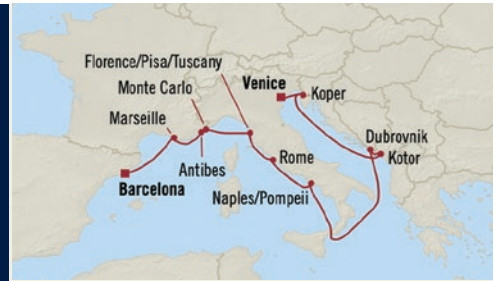 Florence/Pisa/Tuscany
Monte Carlo
Venice
Koper
Marseille
Dubrovnik
Kotor
Antibes
Rome
Barcelona
Naples/Pompeii